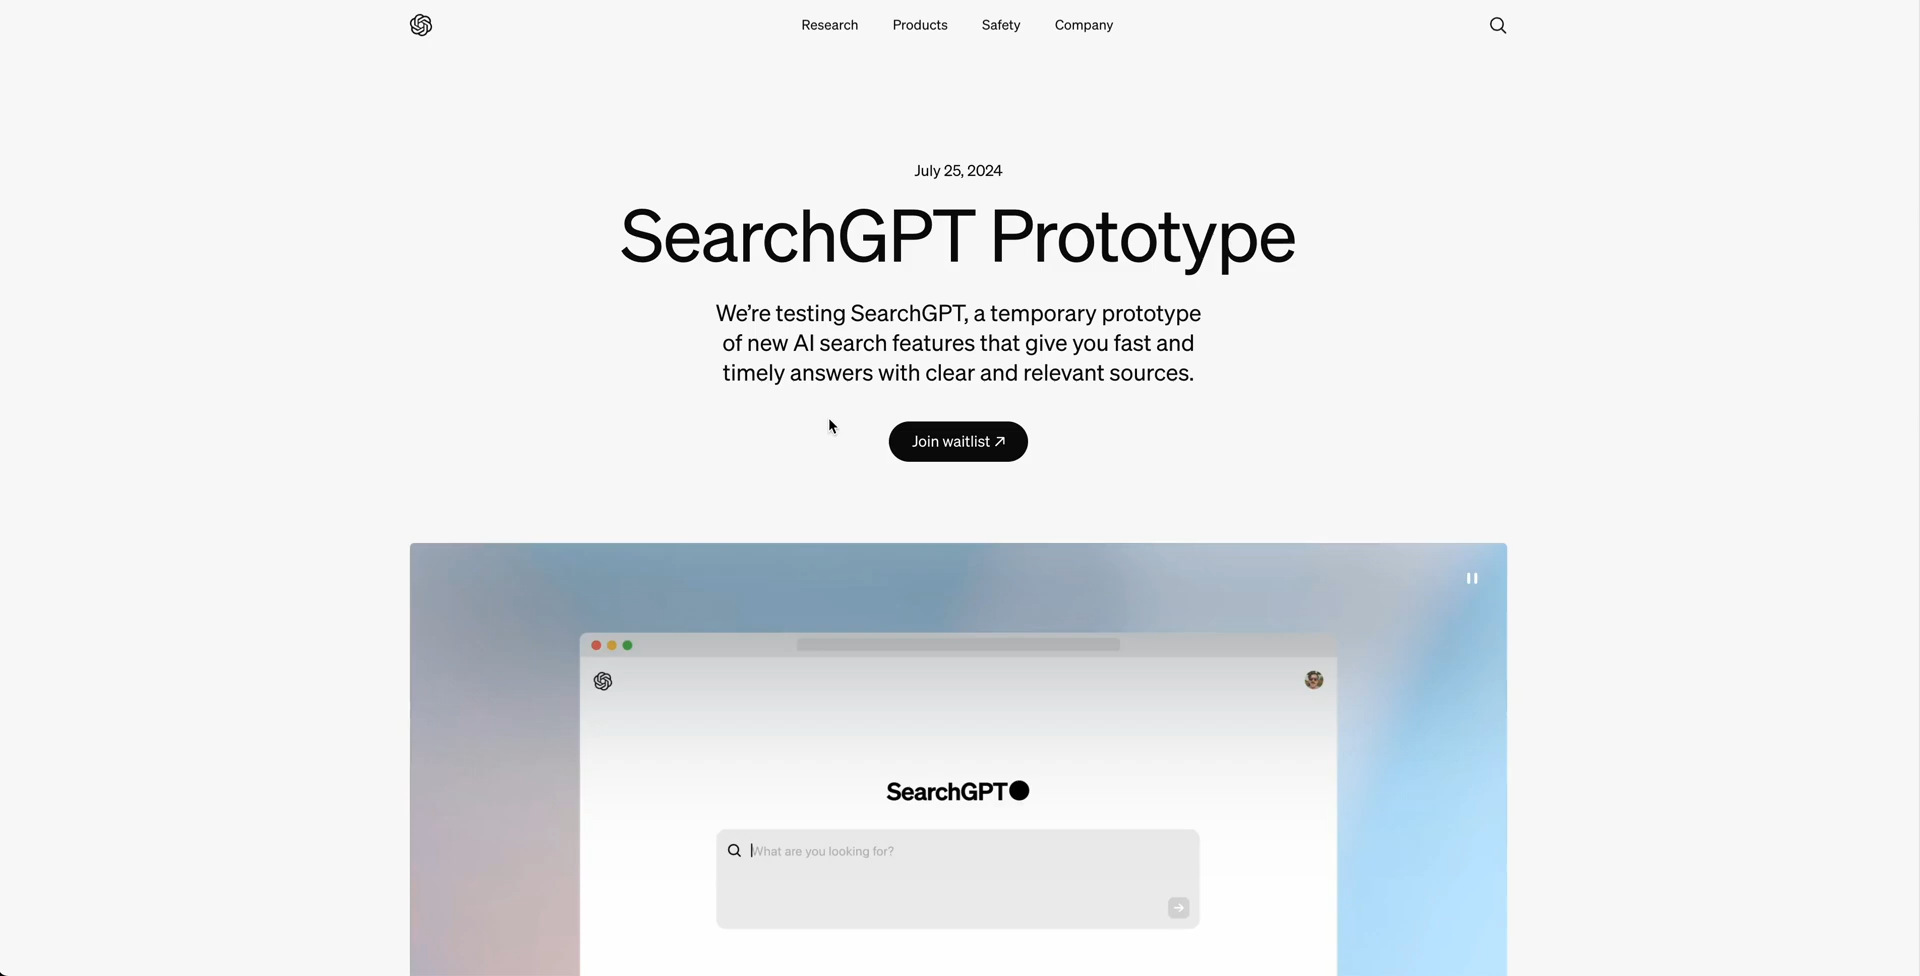 Research
Products
Safety
Company
July 25, 2024
SearchGPT Prototype
We’re testing SearchGPT, a temporary prototype
of new AI search features that give you fast and
timely answers with clear and relevant sources.
Join waitlist ↗
SearchGPT
What are you looking for?